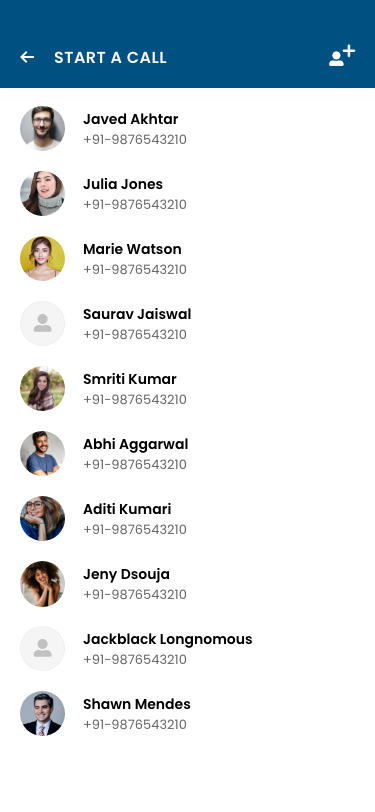 START A CALL
Javed Akhtar
+91-9876543210
Julia Jones
+91-9876543210
Marie Watson
+91-9876543210
Saurav Jaiswal
+91-9876543210
Smriti Kumar
+91-9876543210
Abhi Aggarwal
+91-9876543210
Aditi Kumari
+91-9876543210
Jeny Dsouja
+91-9876543210
Jackblack Longnomous
+91-9876543210
Shawn Mendes
+91-9876543210